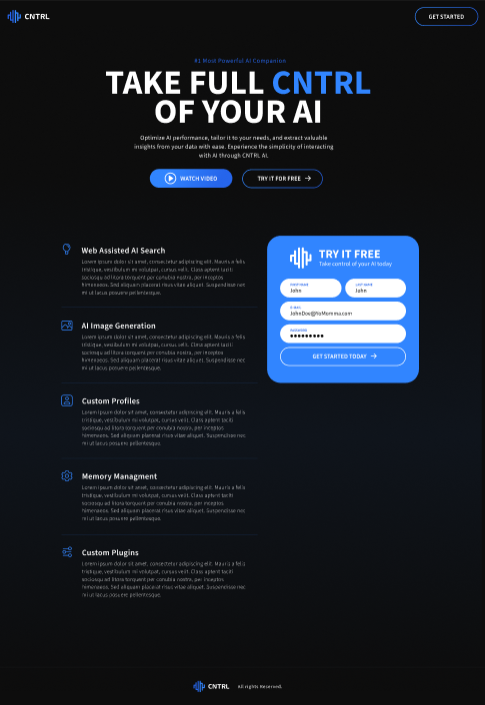 CNTRL
GET STARTED
#1 Most Powerful AI Companion
TAKE FULL CNTRL
OF YOUR AI
Optimize AI performance, tailor it to your needs, and extract valuable
insights from your data with ease. Experience the simplicity of interacting
with AI through CNTRL AI.
WATCH VIDEO
TRY IT FOR FREE
Web Assisted AI Search
Lorem ipsum dolor sit amet, consectetur adipiscing elit. Mauris a felis
tristique, vestibulum mi volutpat, cursus velit. Class aptent taciti
sociosqu ad litora torquent per conubia nostra, per inceptos
himenaeos. Sed aliquam placerat risus vitae aliquet. Suspendisse nec
mi ut lacus posuere pellentesque.
AI Image Generation
Lorem ipsum dolor sit amet, consectetur adipiscing elit. Mauris a felis
tristique, vestibulum mi volutpat, cursus velit. Class aptent taciti
sociosqu ad litora torquent per conubia nostra, per inceptos
himenaeos. Sed aliquam placerat risus vitae aliquet. Suspendisse nec
mi ut lacus posuere pellentesque.
Custom Profiles
Lorem ipsum dolor sit amet, consectetur adipiscing elit. Mauris a felis
tristique, vestibulum mi volutpat, cursus velit. Class aptent taciti
sociosqu ad litora torquent per conubia nostra, per inceptos
himenaeos. Sed aliquam placerat risus vitae aliquet. Suspendisse nec
mi ut lacus posuere pellentesque.
Memory Managment
Lorem ipsum dolor sit amet, consectetur adipiscing elit. Mauris a felis
tristique, vestibulum mi volutpat, cursus velit. Class aptent taciti
sociosqu ad litora torquent per conubia nostra, per inceptos
himenaeos. Sed aliquam placerat risus vitae aliquet. Suspendisse nec
mi ut lacus posuere pellentesque.
Custom Plugins
Lorem ipsum dolor sit amet, consectetur adipiscing elit. Mauris a felis
tristique, vestibulum mi volutpat, cursus velit. Class aptent taciti
sociosqu ad litora torquent per conubia nostra, per inceptos
himenaeos. Sed aliquam placerat risus vitae aliquet. Suspendisse nec
mi ut lacus posuere pellentesque.
TRY IT FREE
Take control of your AI today
FIRST NAME
John
LAST NAME
John
E-MAIL
JohnDoe@YoMomma.com
PASSWORD
GET STARTED TODAY
CNTRL
All rights Reserved.